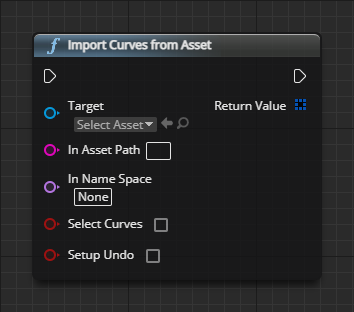 Import Curves from Asset
Target Return Value
Select Asset
In Asset Path
In Name Space
None
Select Curves
Setup Undo